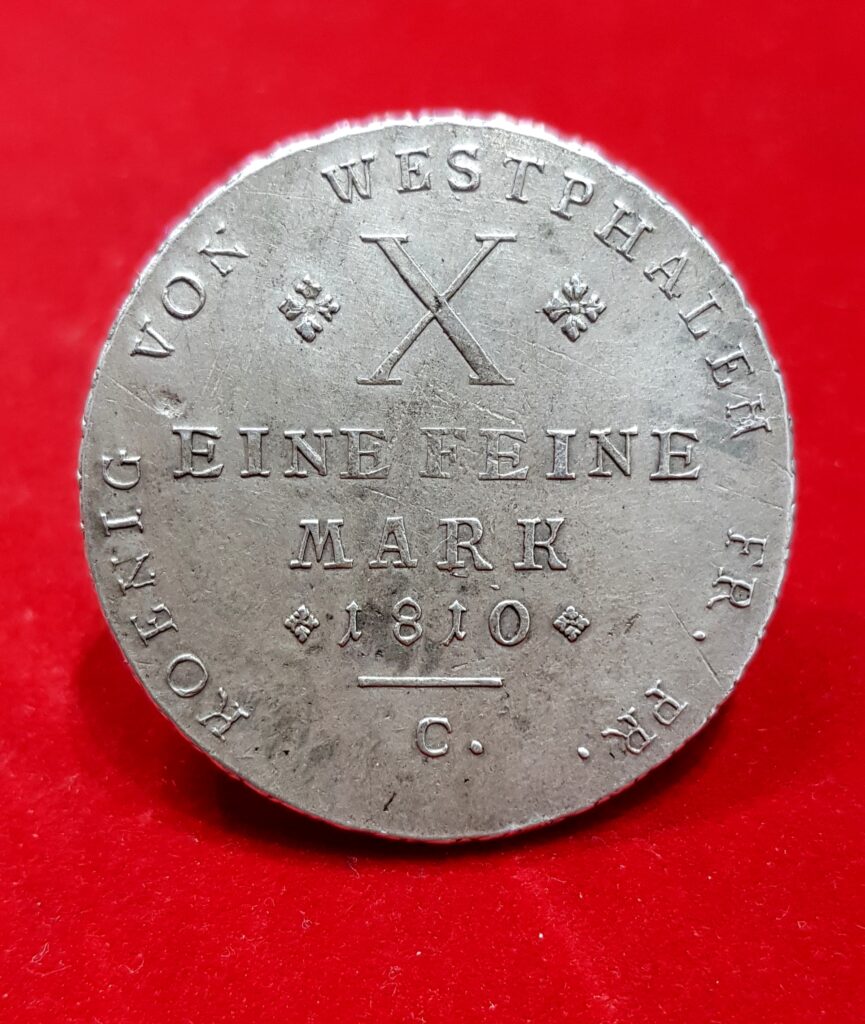 KOENIG VON WESTPHALEN FR. PR.
X
EINE FEINE
MARK
1810
C.